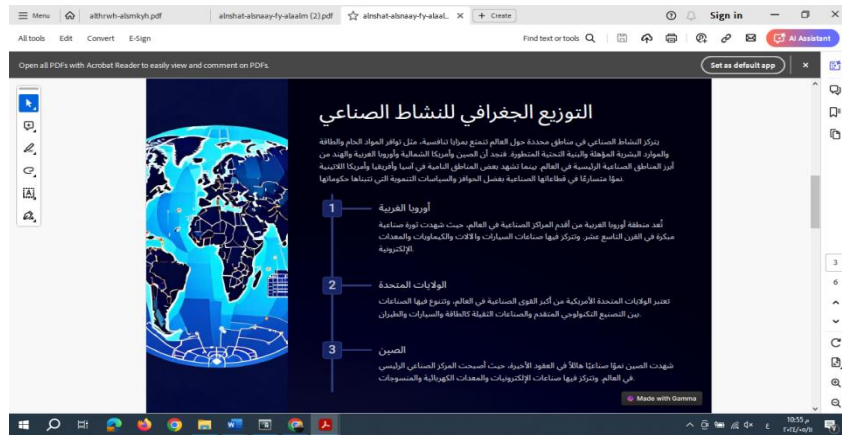 Menu
althrwh-alsmkyh.pdf
alnshat-alsnaay-fy-alaalm (2).pdf
alnshat-alsnaay-fy-alaal...
Create
Sign in
All tools Edit Convert E-Sign
Find text or tools
AI Assistant
Open all PDFs with Acrobat Reader to easily view and comment on PDFs.
Set as default app
التوزيع الجغرافي للنشاط الصناعي
يتركز النشاط الصناعي في مناطق محددة حول العالم تتمتع بمزايا تنافسية، مثل توافر المواد الخام والطاقة
والموارد البشرية المؤهلة والبنية التحتية المتطورة. فنجد أن الصين وأمريكا الشمالية وأوروبا الغربية والهند من
أبرز المناطق الصناعية الرئيسية في العالم. بينما تشهد بعض المناطق النامية في آسيا وأفريقيا وأمريكا اللاتينية
نموًا متسارعًا في قطاعاتها الصناعية بفضل الحوافز والسياسات التنموية التي تتبناها حكوماتها.
1
أوروبا الغربية
تُعد منطقة أوروبا الغربية من أقدم المراكز الصناعية في العالم، حيث شهدت ثورة صناعية
مبكرة في القرن التاسع عشر. وتتركز فيها صناعات السيارات والآلات والكيماويات والمعدات
الإلكترونية.
2
الولايات المتحدة
تعتبر الولايات المتحدة الأمريكية من أكبر القوى الصناعية في العالم، وتتنوع فيها الصناعات
بين التصنيع التكنولوجي المتقدم والصناعات الثقيلة كالطاقة والسيارات والطيران.
3
الصين
شهدت الصين نموًا صناعيًا هائلاً في العقود الأخيرة، حيث أصبحت المركز الصناعي الرئيسي
في العالم. وتتركز فيها صناعات الإلكترونيات والمعدات الكهربائية والمنسوجات.
Made with Gamma
3
6
10:55 م